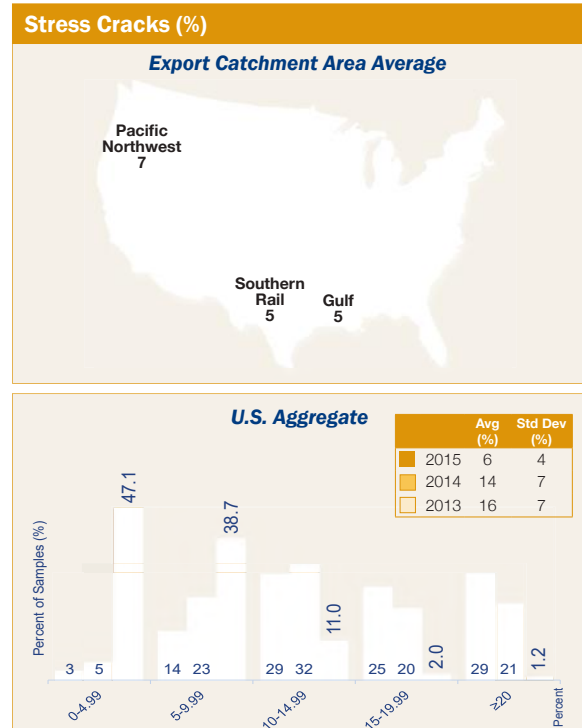 Stress Cracks (%)
Export Catchment Area Average
Pacific
Northwest
7
Southern
Rail
5
Gulf
5
U.S. Aggregate
Avg
(%)
Std Dev
(%)
2015 6 4
2014 14 7
2013 16 7
Percent of Samples (%)
3 5 47.1
14 23 38.7
29 32 11.0
25 20 2.0
29 21 1.2
0-4.99
5-9.99
10-14.99
15-19.99
≥20
Percent